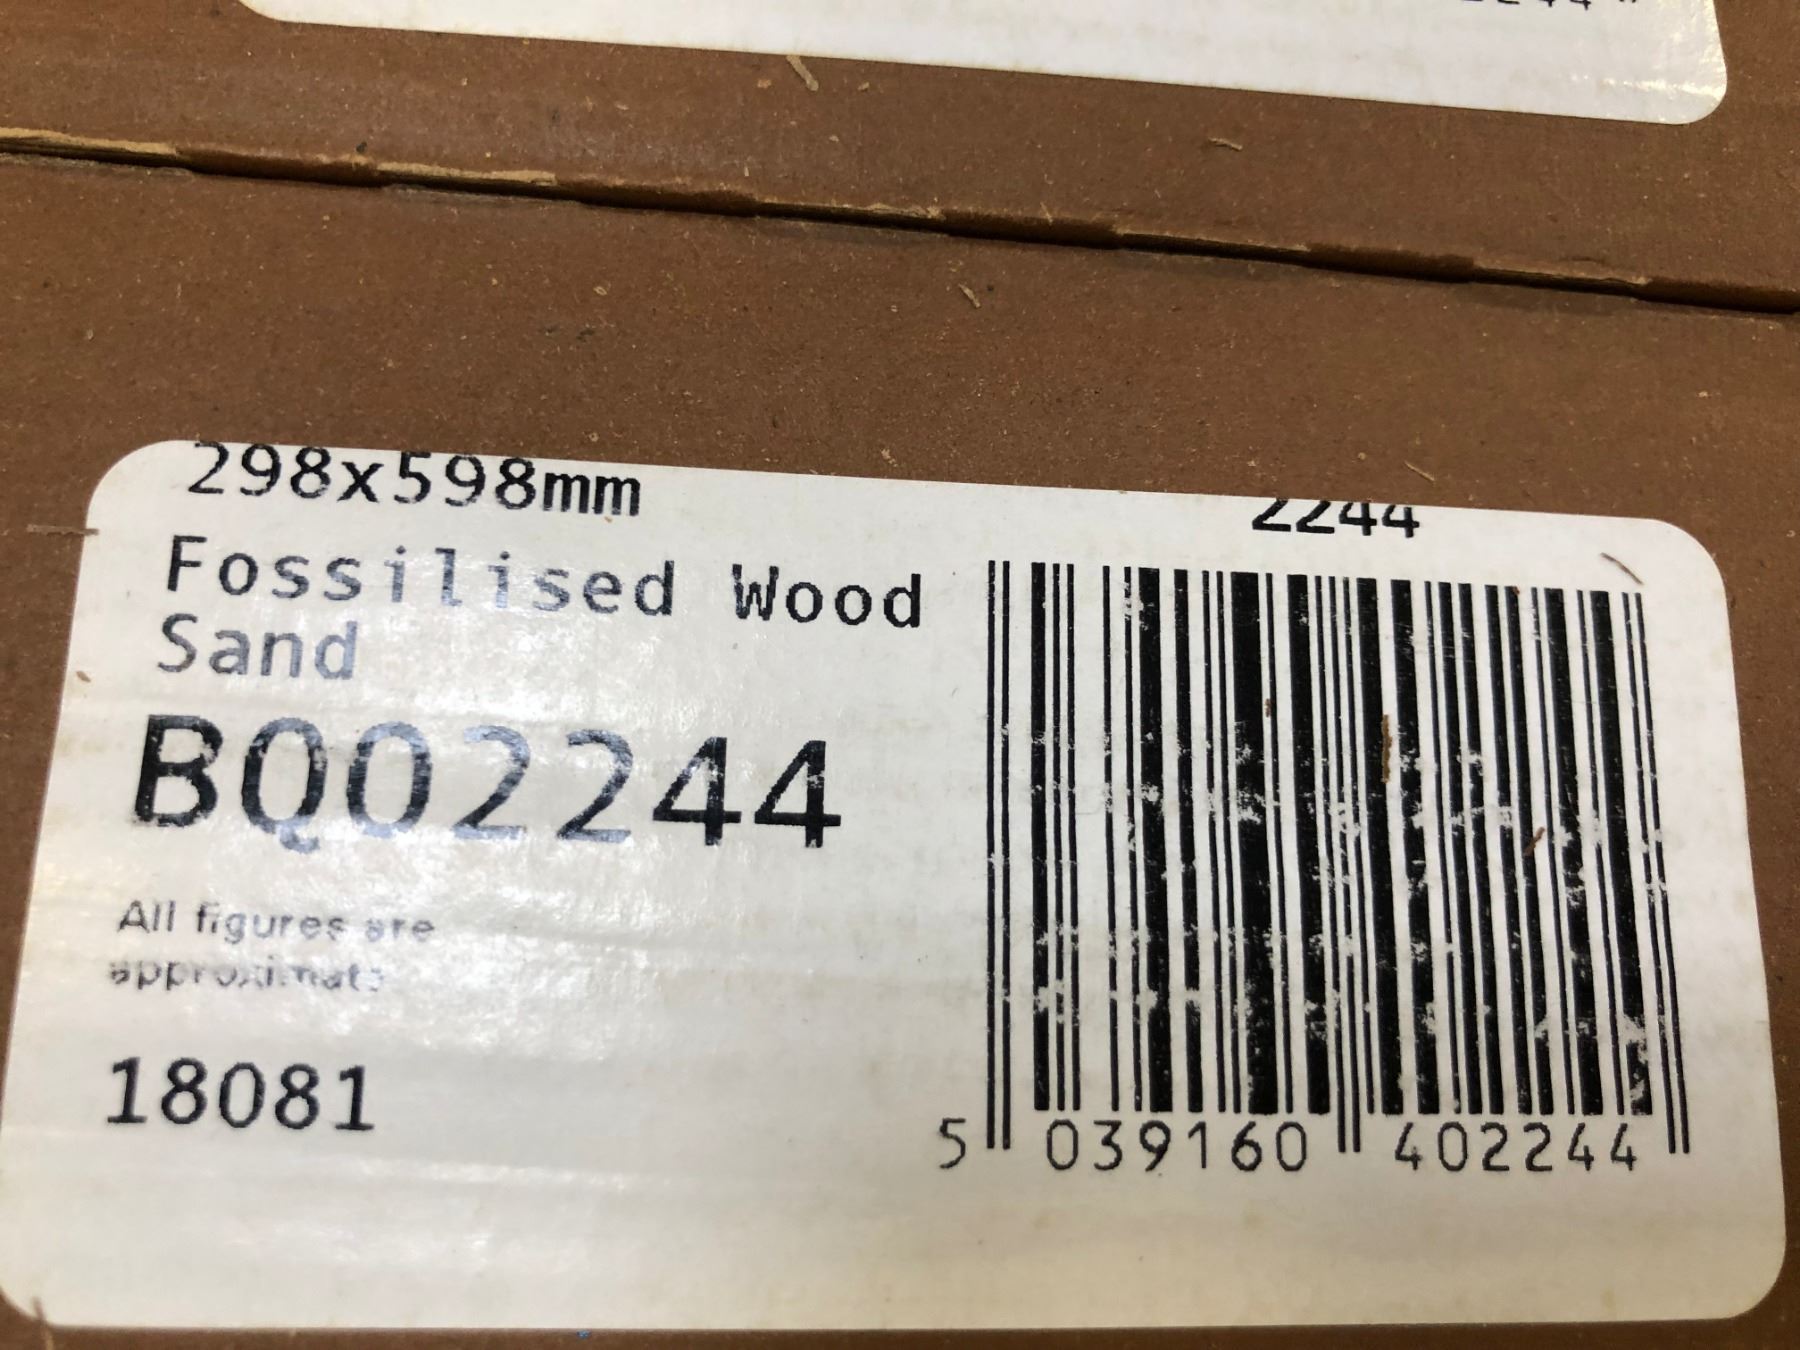 298x598mm
2244
Fossilised Wood
Sand
BQ02244
All figures are
approximate
18081
5 039160 402244